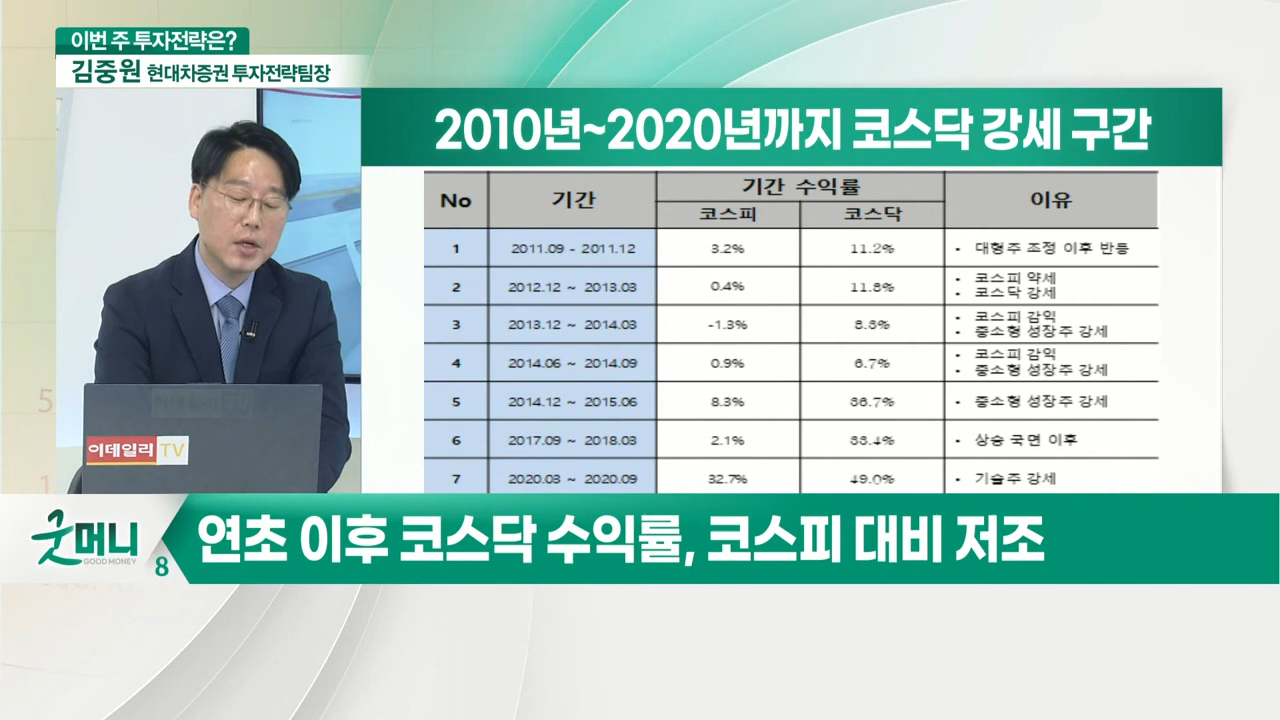 이번 주 투자전략은?
김중원 현대차증권 투자전략팀장
2010년~2020년까지 코스닥 강세 구간
No 기간 기간 수익률 이유
코스피 코스닥
1 2011.09 - 2011.12 3.2% 11.2% • 대형주 조정 이후 반등
2 2012.12 ~ 2013.03 0.4% 11.8% • 코스피 약세
• 코스닥 강세
3 2013.12 ~ 2014.03 -1.3% 8.8% • 코스피 감익
• 중소형 성장주 강세
4 2014.06 ~ 2014.09 0.9% 6.7% • 코스피 감익
• 중소형 성장주 강세
5 2014.12 ~ 2015.06 8.3% • 중소형 성장주 강세
6 2017.09 ~ 2018.03 2.1% • 상승 국면 이후
7 2020.03 ~ 2020.09 32.7% 49.0% • 기술주 강세
이데일리 TV
굿머니
GOOD MONEY
8
연초 이후 코스닥 수익률, 코스피 대비 저조
5
1